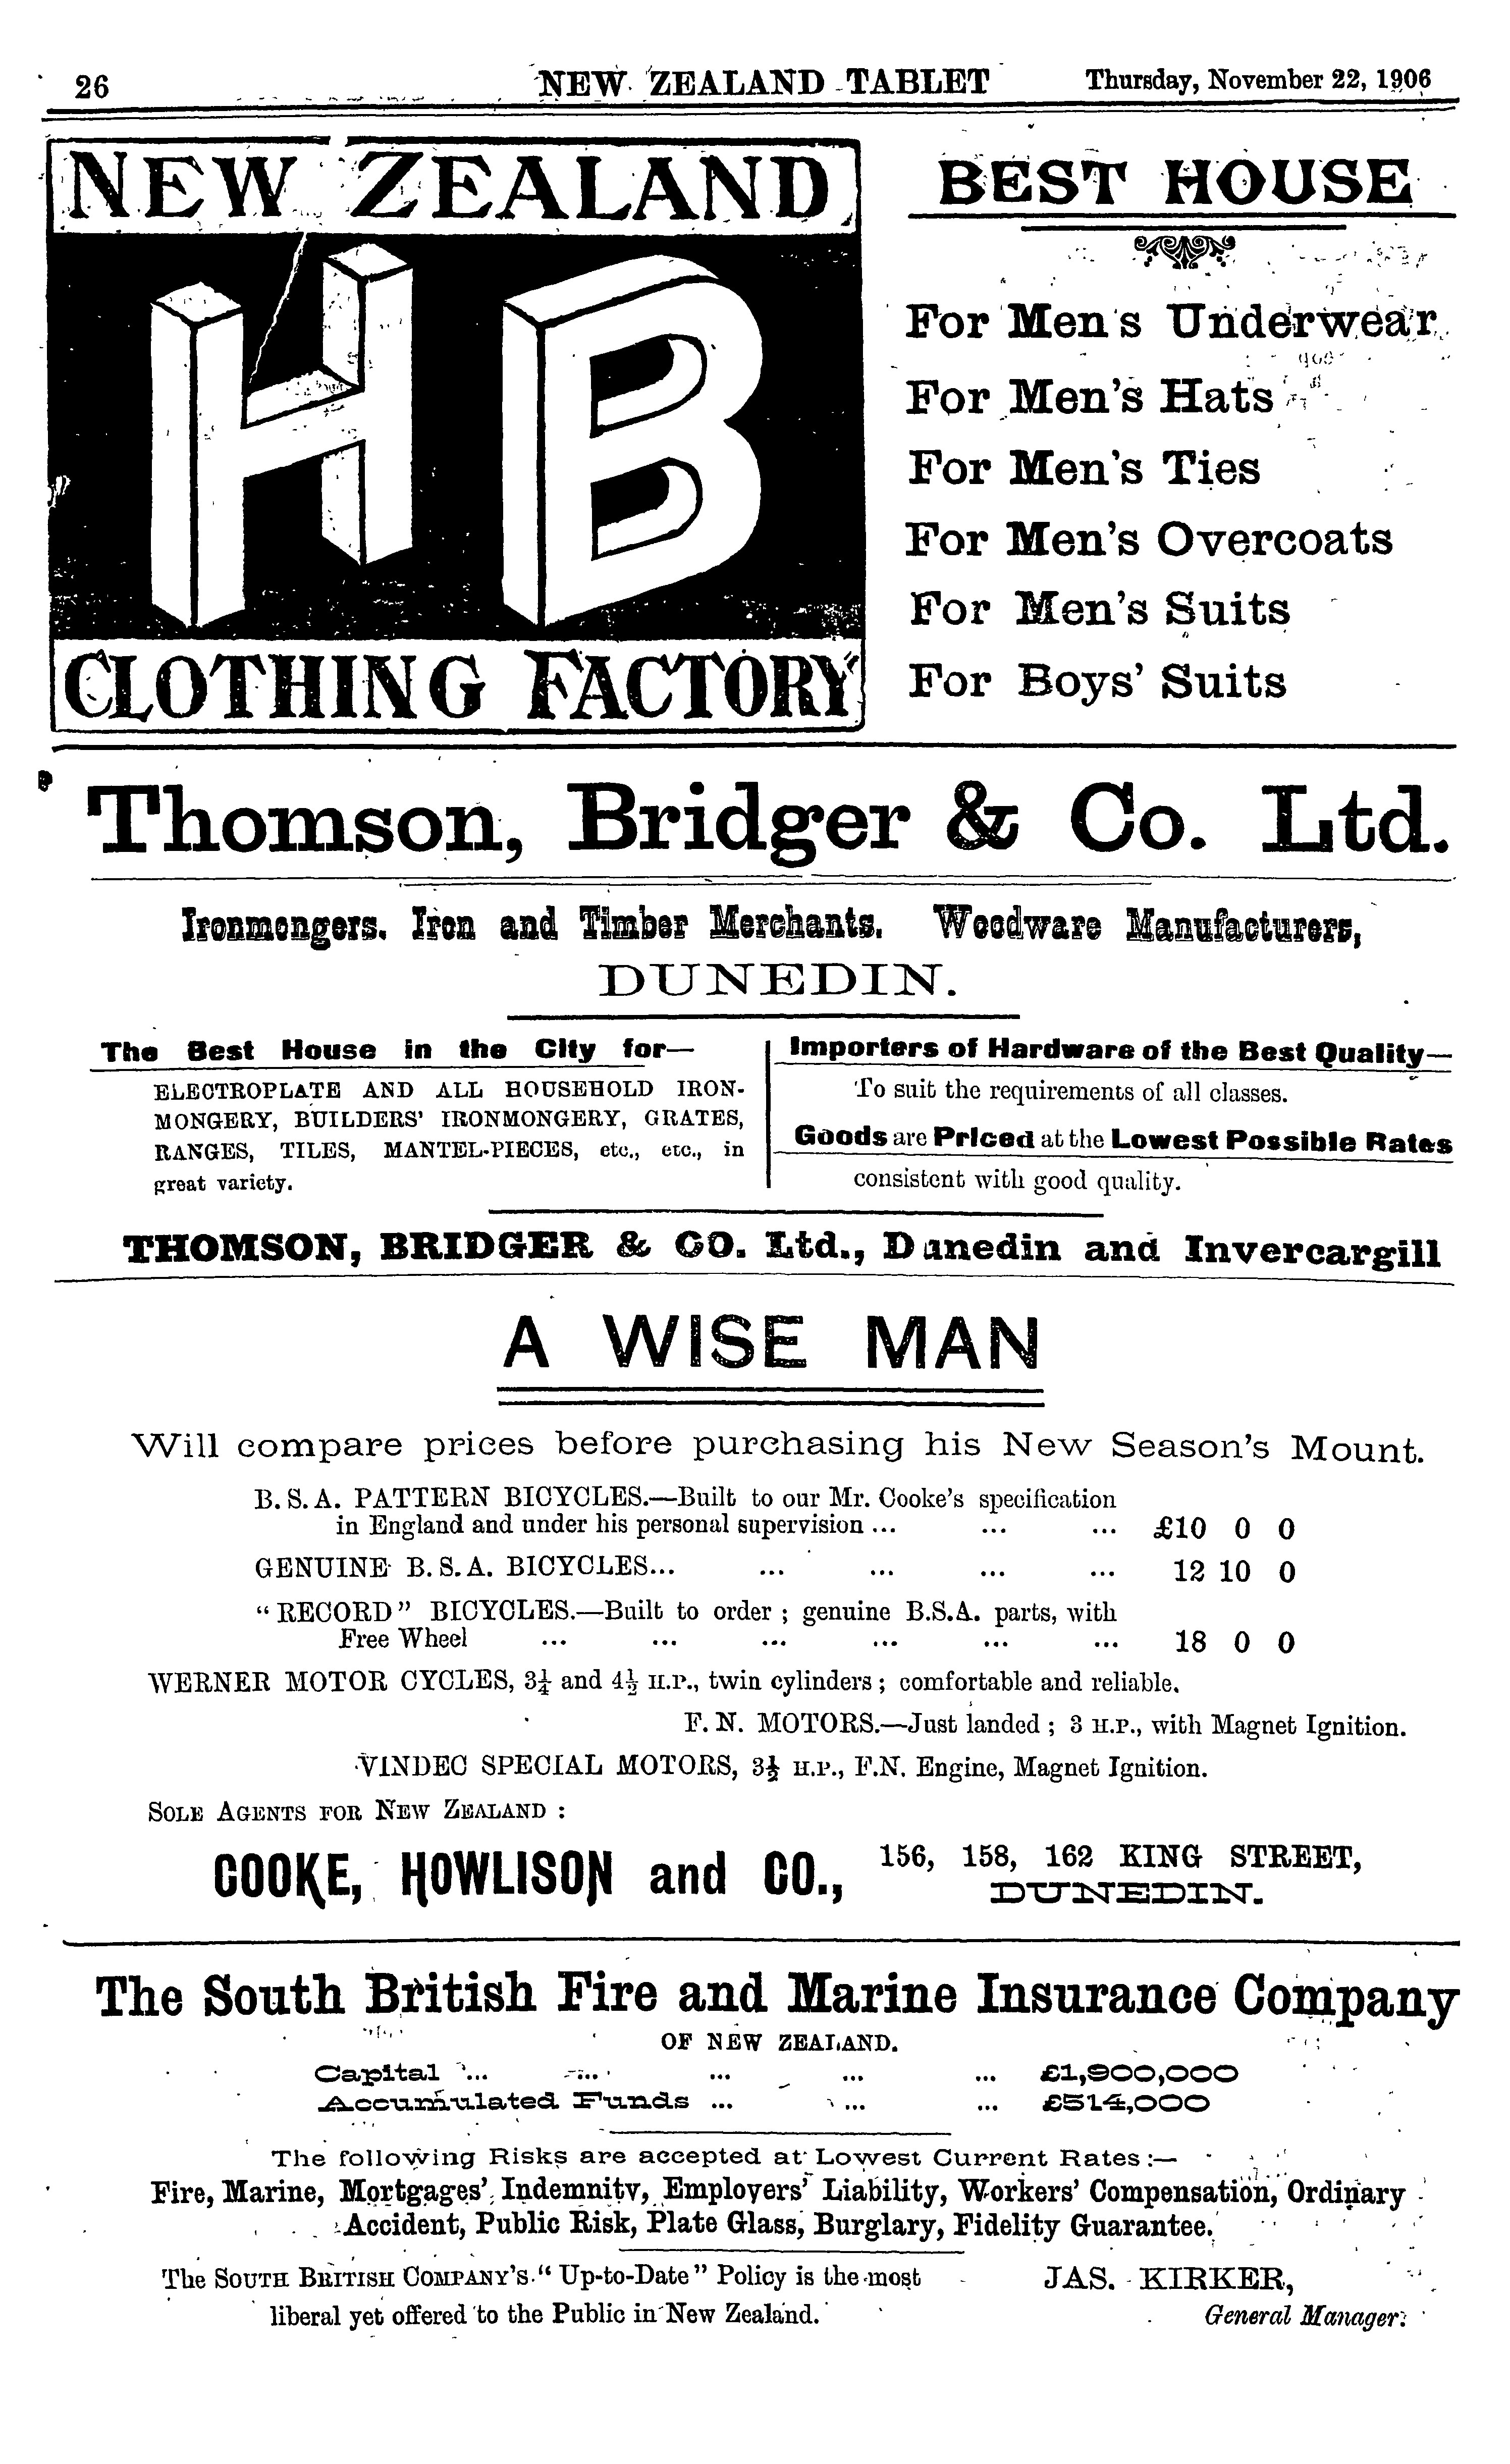 26
NEW ZEALAND TABLET
Thursday, November 22, 1906
NEW ZEALAND
HB
CLOTHING FACTORY
BEST HOUSE
For Men's Underwear
For Men's Hats
For Men's Ties
For Men's Overcoats
For Men's Suits
For Boys' Suits
Thomson, Bridger & Co. Ltd.
Ironmongers. Iron and Timber Merchants. Woodware Manufacturers,
DUNEDIN.
The Best House in the City for—
ELECTROPLATE AND ALL HOUSEHOLD IRON-
MONGERY, BUILDERS' IRONMONGERY, GRATES,
RANGES, TILES, MANTEL-PIECES, etc., etc., in
great variety.
Importers of Hardware of the Best Quality—
To suit the requirements of all classes.
Goods are Priced at the Lowest Possible Rates
consistent with good quality.
THOMSON, BRIDGER & CO. Ltd., Dunedin and Invercargill
A WISE MAN
Will compare prices before purchasing his New Season's Mount.
B. S. A. PATTERN BICYCLES.—Built to our Mr. Cooke's specification
in England and under his personal supervision ... ... ... £10 0 0
GENUINE B. S. A. BICYCLES... ... ... ... ... 12 10 0
"RECORD" BICYCLES.—Built to order ; genuine B.S.A. parts, with
Free Wheel ... ... ... ... ... ... 18 0 0
WERNER MOTOR CYCLES, 3¼ and 4½ H.P., twin cylinders ; comfortable and reliable.
F. N. MOTORS.—Just landed ; 3 H.P., with Magnet Ignition.
VINDEC SPECIAL MOTORS, 3½ H.P., F.N. Engine, Magnet Ignition.
SOLE AGENTS FOR NEW ZEALAND :
COOKE, HOWLISON and CO.,
156, 158, 162 KING STREET,
DUNEDIN.
The South British Fire and Marine Insurance Company
OF NEW ZEALAND.
Capital ... ... ... ... ... £1,900,000
Accumulated Funds ... ... ... £514,000
The following Risks are accepted at Lowest Current Rates :—
Fire, Marine, Mortgages' Indemnity, Employers' Liability, Workers' Compensation, Ordinary
Accident, Public Risk, Plate Glass, Burglary, Fidelity Guarantee.
The SOUTH BRITISH COMPANY'S "Up-to-Date" Policy is the most
liberal yet offered to the Public in New Zealand.
JAS. KIRKER,
General Manager.